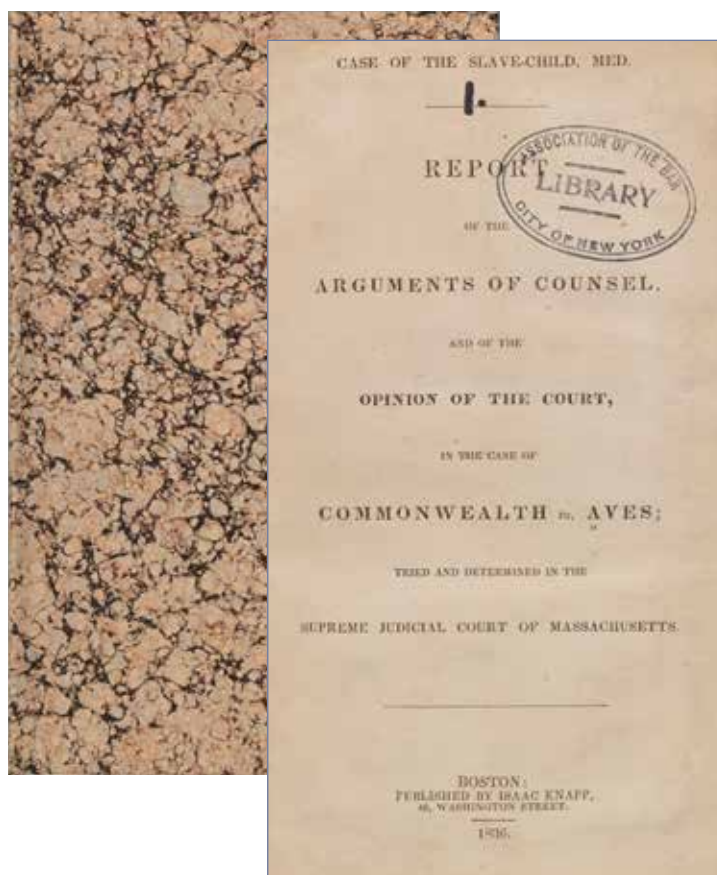 CASE OF THE SLAVE-CHILD, MED.
1.
REPORT
ASSOCIATION OF THE BAR
LIBRARY
CITY OF NEW YORK
OF THE
ARGUMENTS OF COUNSEL,
AND OF THE
OPINION OF THE COURT,
IN THE CASE OF
COMMONWEALTH vs. AVES;
TRIED AND DETERMINED IN THE
SUPREME JUDICIAL COURT OF MASSACHUSETTS.
BOSTON:
PUBLISHED BY ISAAC KNAPP,
46, WASHINGTON STREET.
1836.